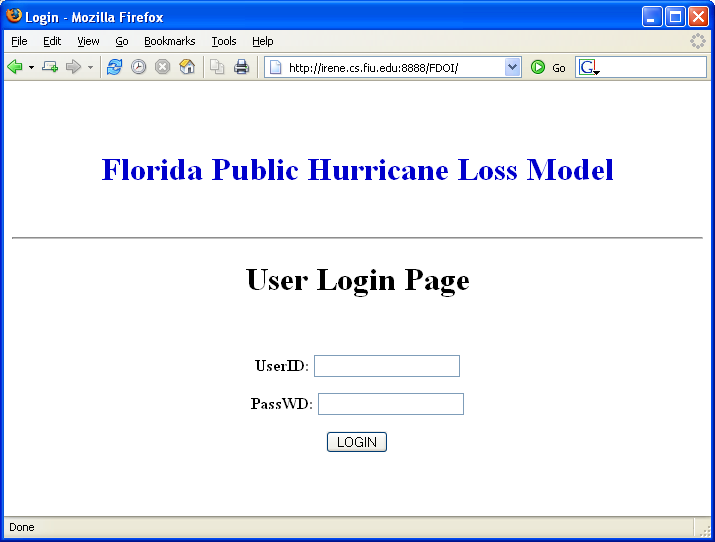 Login - Mozilla Firefox
File Edit View Go Bookmarks Tools Help
http://irene.cs.fiu.edu:8888/FDOI/ Go G
Florida Public Hurricane Loss Model
User Login Page
UserID:
PassWD:
LOGIN
Done